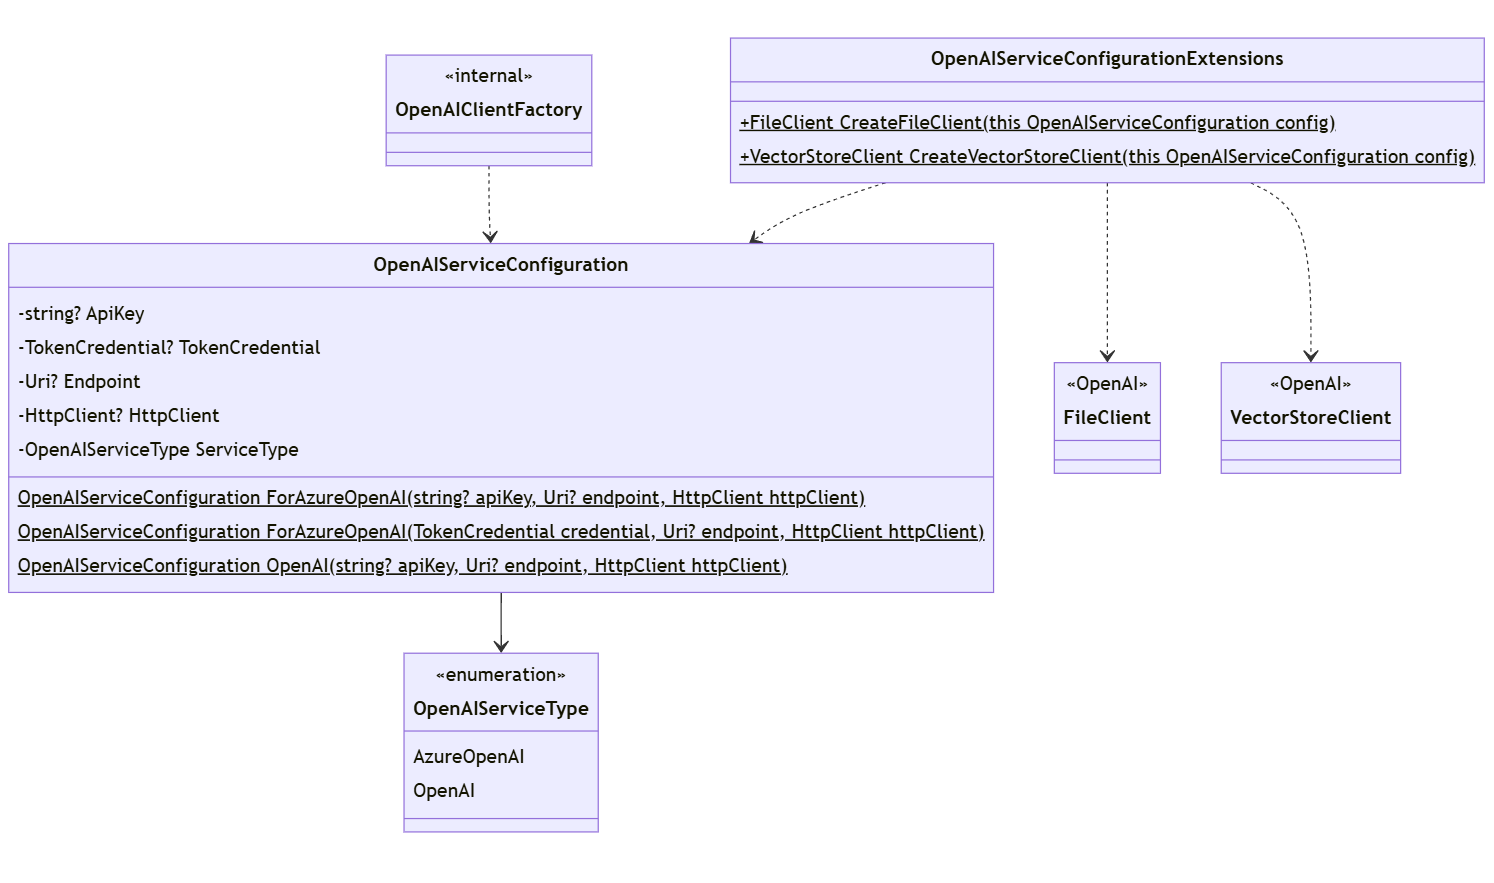 «internal»
OpenAIClientFactory
OpenAIServiceConfigurationExtensions
+FileClient CreateFileClient(this OpenAIServiceConfiguration config)
+VectorStoreClient CreateVectorStoreClient(this OpenAIServiceConfiguration config)
OpenAIServiceConfiguration
-string? ApiKey
-TokenCredential? TokenCredential
-Uri? Endpoint
-HttpClient? HttpClient
-OpenAIServiceType ServiceType
OpenAIServiceConfiguration ForAzureOpenAI(string? apiKey, Uri? endpoint, HttpClient httpClient)
OpenAIServiceConfiguration ForAzureOpenAI(TokenCredential credential, Uri? endpoint, HttpClient httpClient)
OpenAIServiceConfiguration OpenAI(string? apiKey, Uri? endpoint, HttpClient httpClient)
«OpenAI»
FileClient
«OpenAI»
VectorStoreClient
«enumeration»
OpenAIServiceType
AzureOpenAI
OpenAI